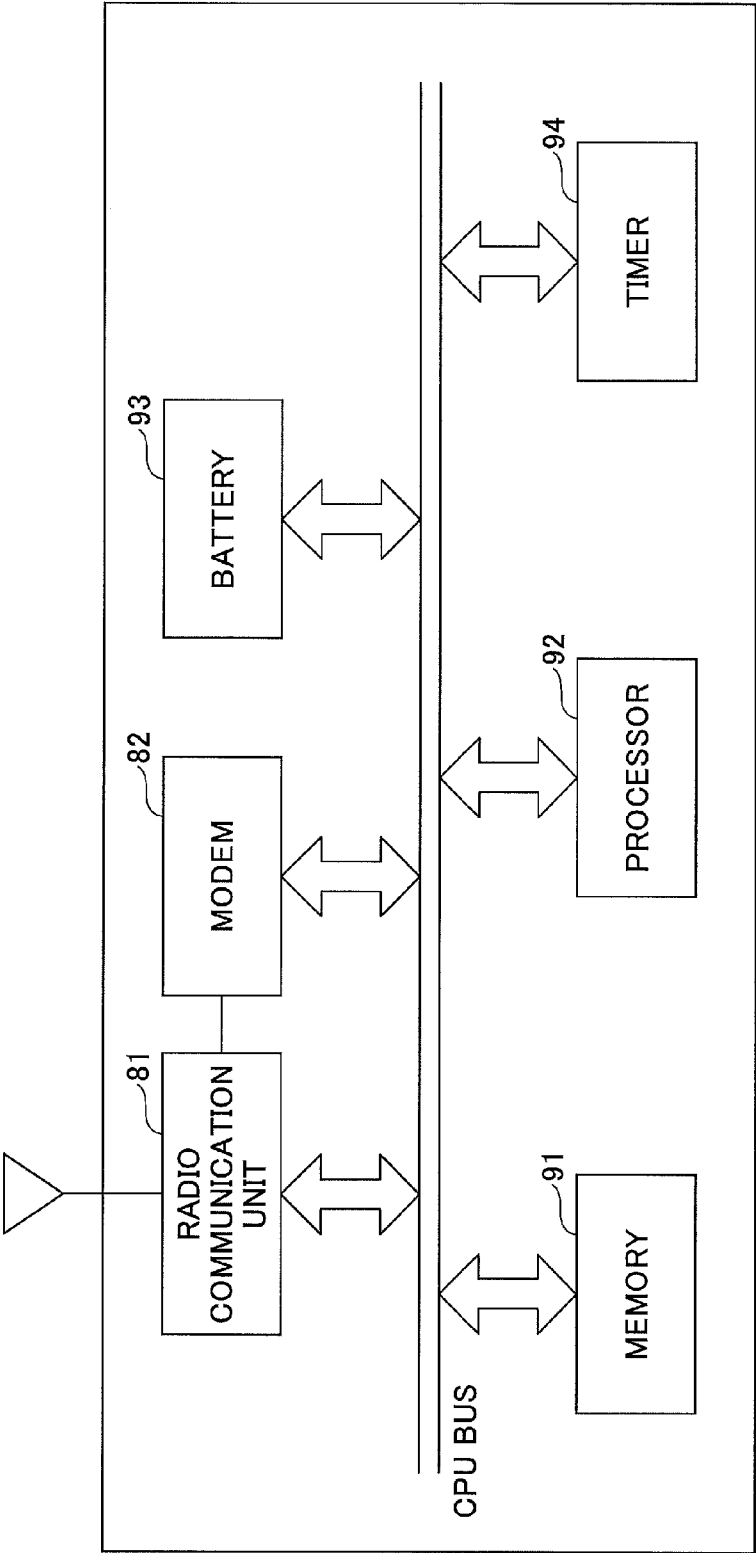 81
RADIO
COMMUNICATION
UNIT
82
MODEM
93
BATTERY
CPU BUS
91
MEMORY
92
PROCESSOR
94
TIMER